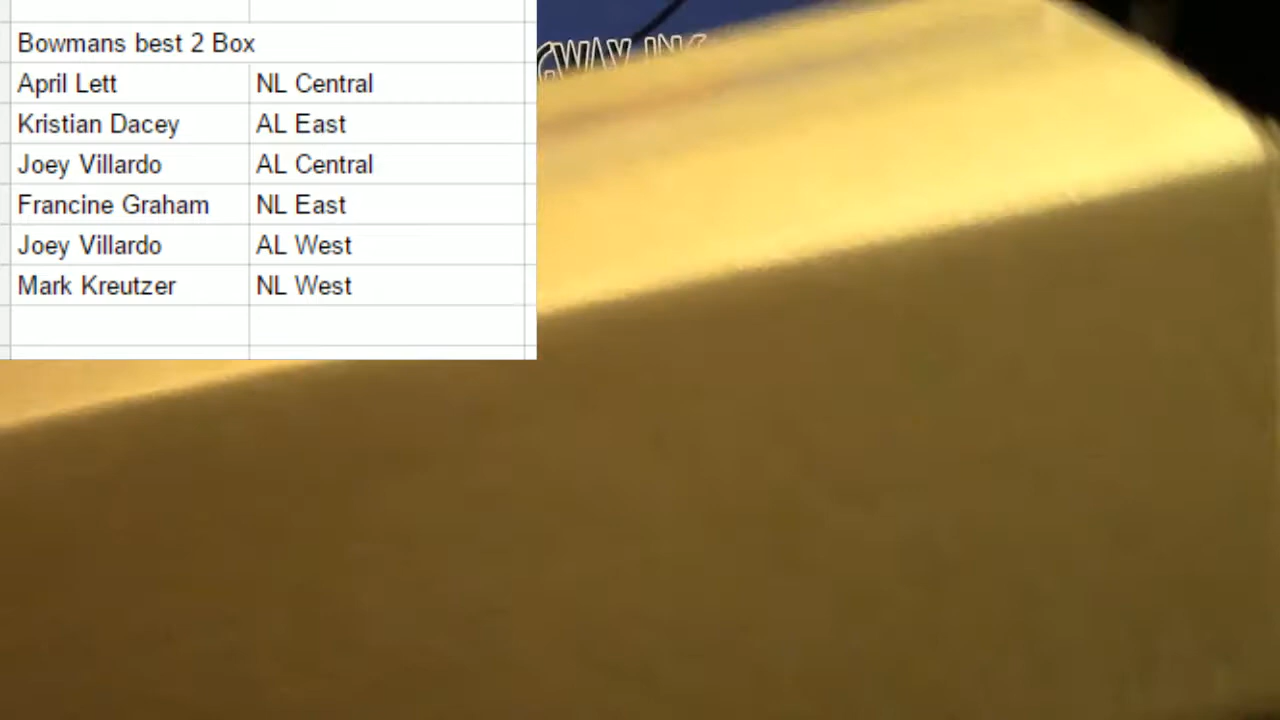 Bowmans best 2 Box
April Lett NL Central
Kristian Dacey AL East
Joey Villardo AL Central
Francine Graham NL East
Joey Villardo AL West
Mark Kreutzer NL West